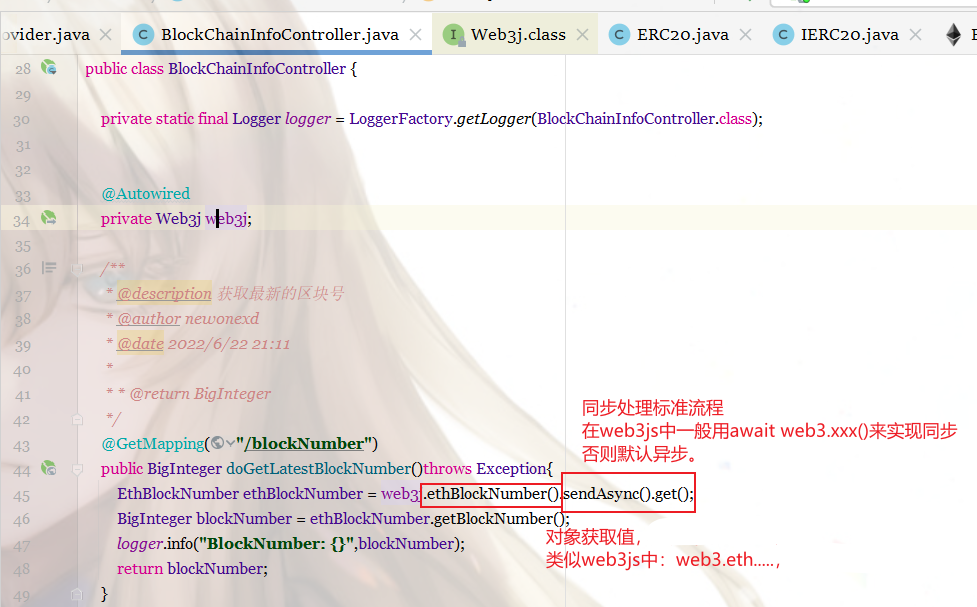 ovider.java
BlockChainInfoController.java
Web3j.class
ERC20.java
IERC20.java
28 public class BlockChainInfoController {
29
30 private static final Logger logger = LoggerFactory.getLogger(BlockChainInfoController.class);
31
32
33 @Autowired
34 private Web3j web3j;
35
36 /**
37 * @description 获取最新的区块号
38 * @author newonexd
39 * @date 2022/6/22 21:11
40 *
41 * * @return BigInteger
42 */
43 @GetMapping("/blockNumber")
44 public BigInteger doGetLatestBlockNumber()throws Exception{
45 EthBlockNumber ethBlockNumber = web3j.ethBlockNumber().sendAsync().get();
46 BigInteger blockNumber = ethBlockNumber.getBlockNumber();
47 logger.info("BlockNumber: {}",blockNumber);
48 return blockNumber;
49 }
同步处理标准流程
在web3js中一般用await web3.xxx()来实现同步
否则默认异步。
对象获取值，
类似web3js中：web3.eth.....，